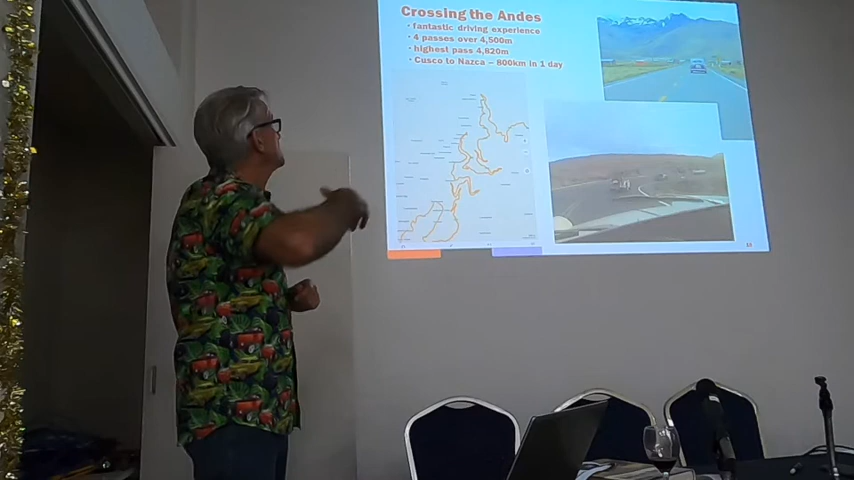 Crossing the Andes
• fantastic driving experience
• 4 passes over 4,500m
• highest pass 4,820m
• Cusco to Nazca – 800km in 1 day